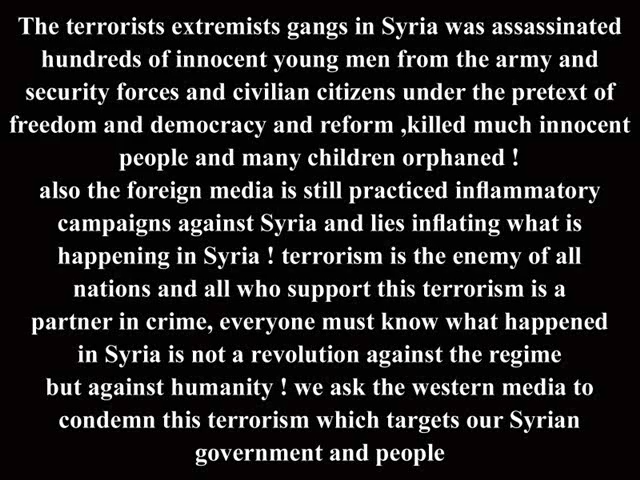 The terrorists extremists gangs in Syria was assassinated
hundreds of innocent young men from the army and
security forces and civilian citizens under the pretext of
freedom and democracy and reform ,killed much innocent
people and many children orphaned !
also the foreign media is still practiced inflammatory
campaigns against Syria and lies inflating what is
happening in Syria ! terrorism is the enemy of all
nations and all who support this terrorism is a
partner in crime, everyone must know what happened
in Syria is not a revolution against the regime
but against humanity ! we ask the western media to
condemn this terrorism which targets our Syrian
government and people